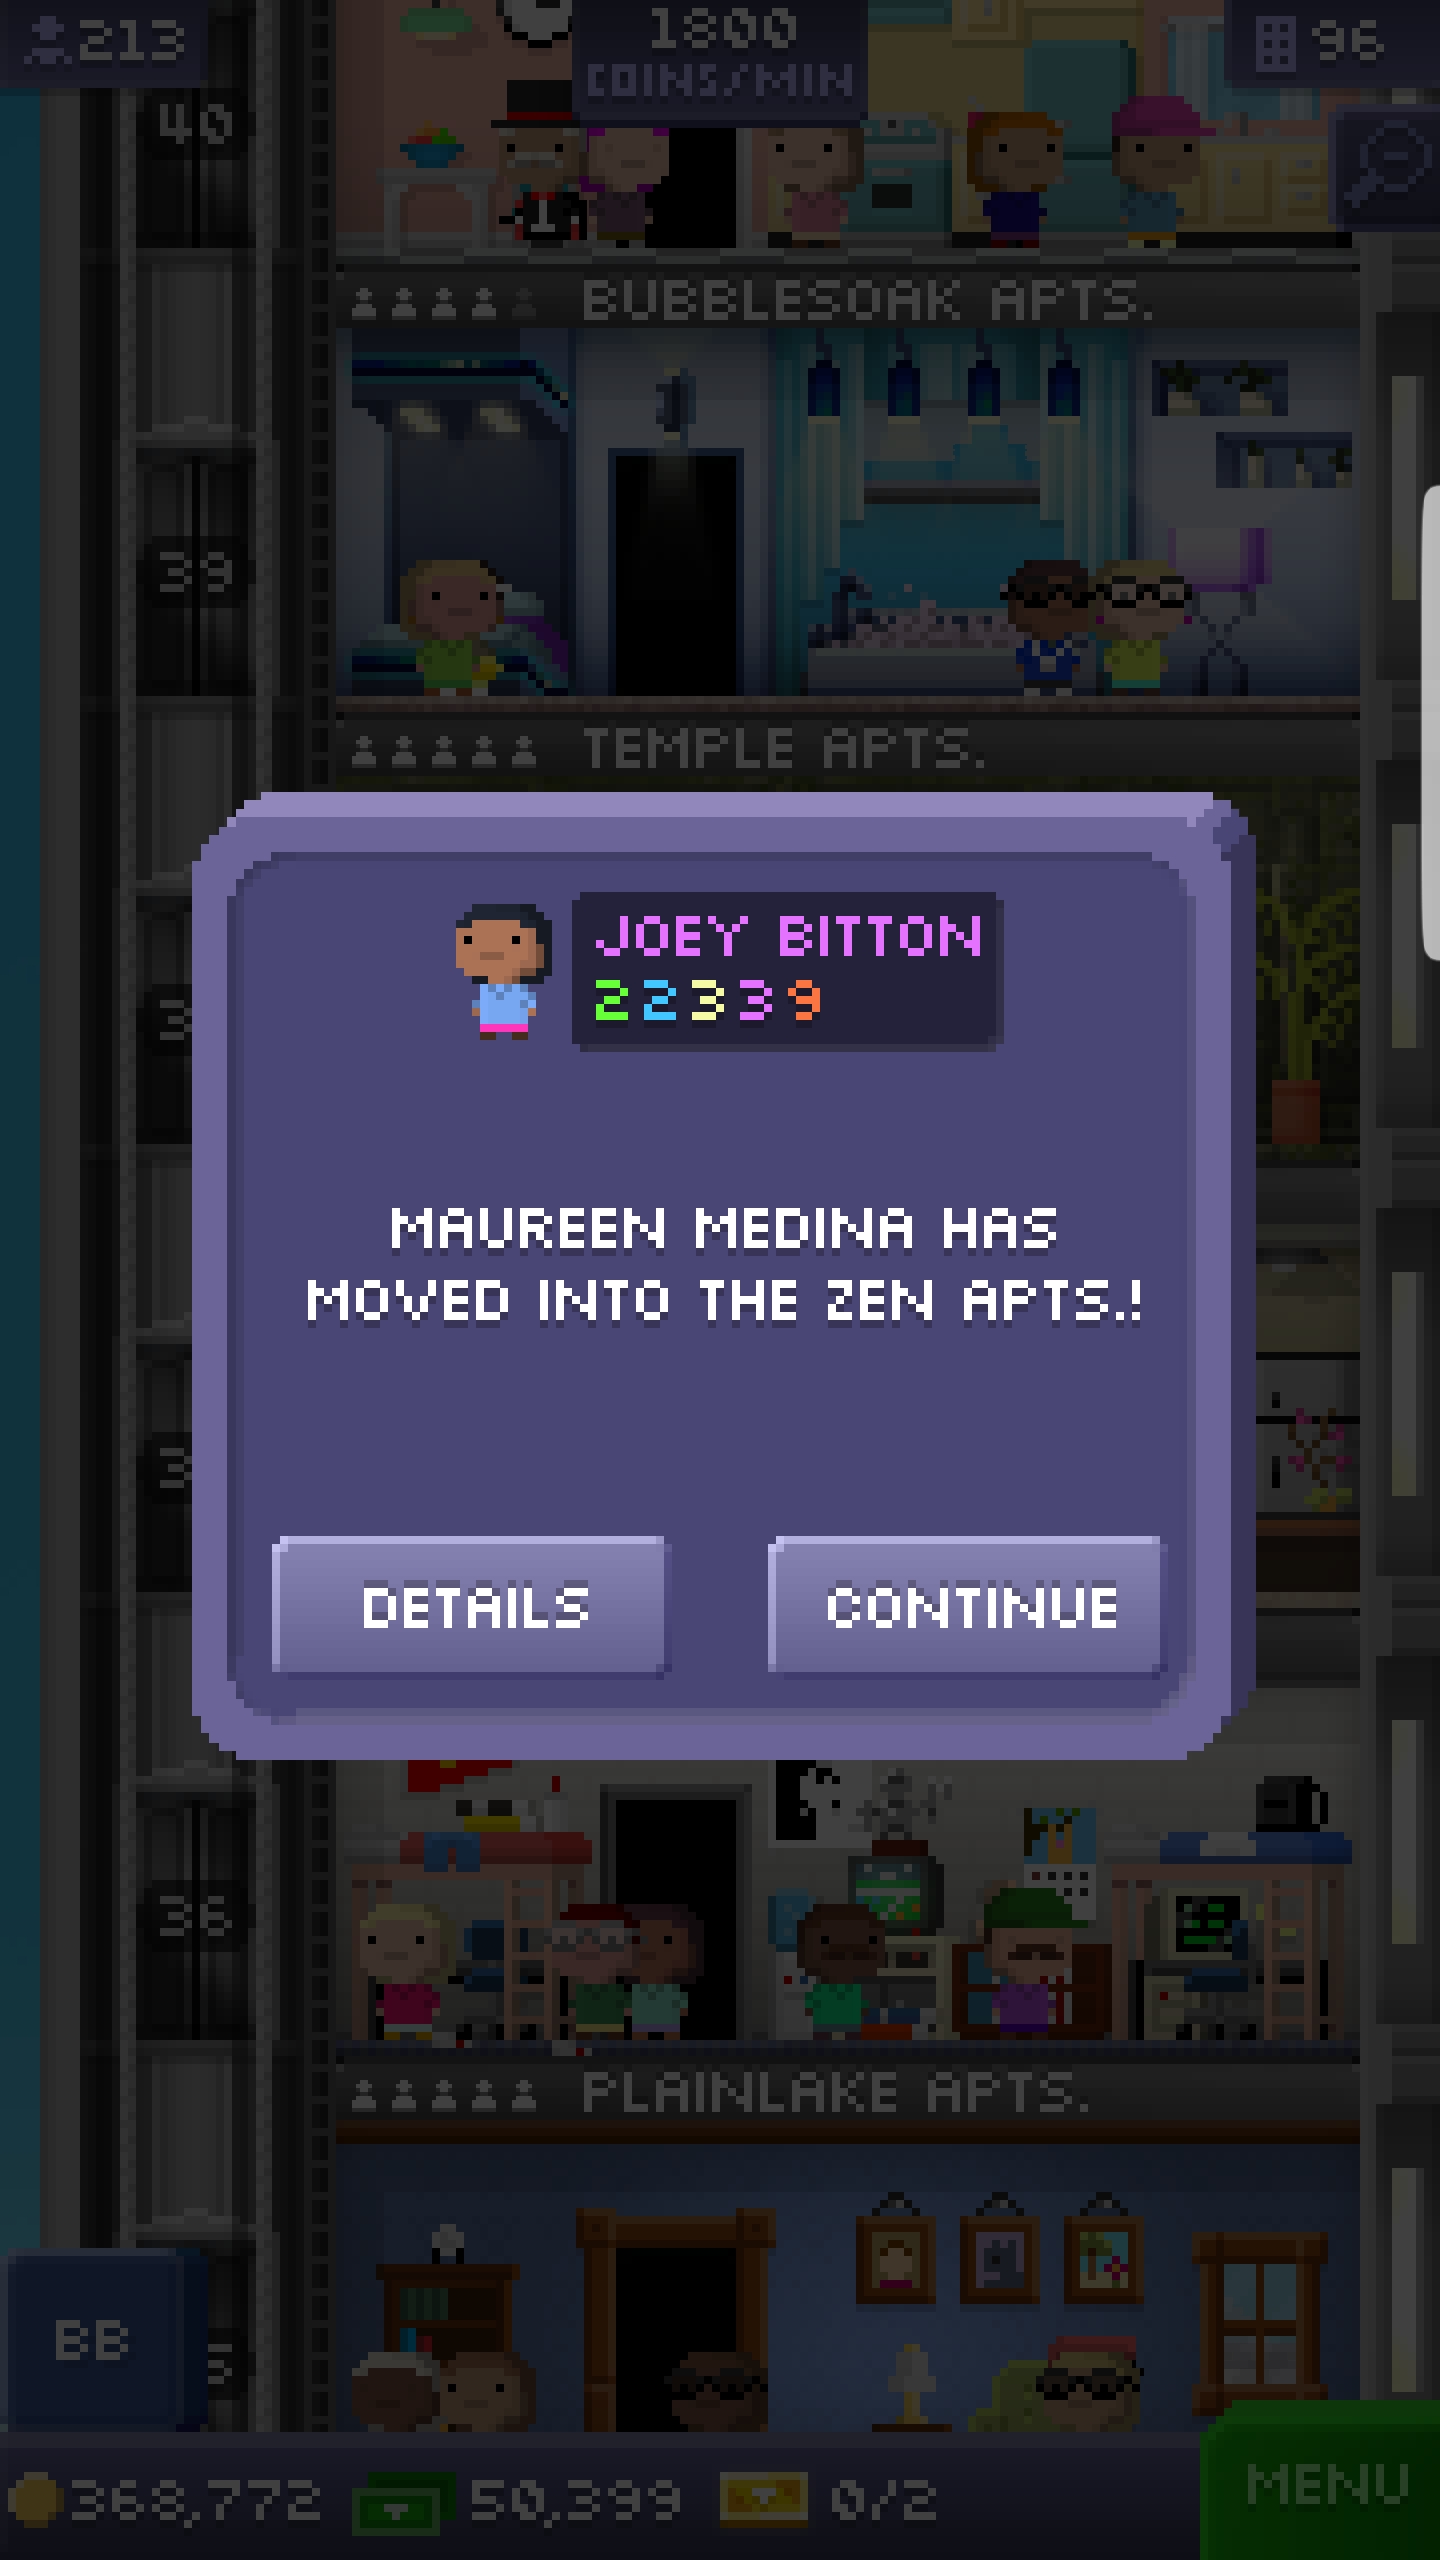 213
1800
COINS/MIN
96
40
BUBBLESOAK APTS.
39
TEMPLE APTS.
JOEY BITTON
22339
MAUREEN MEDINA HAS
MOVED INTO THE ZEN APTS.!
DETAILS
CONTINUE
36
PLAINLAKE APTS.
BB
368,772
50,399
0/2
MENU